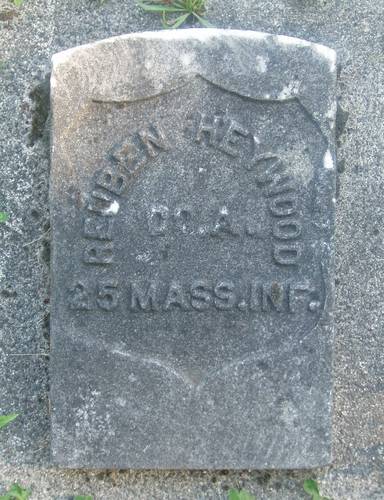 REUBEN HEYWOOD
CO. A.
25 MASS. INF.